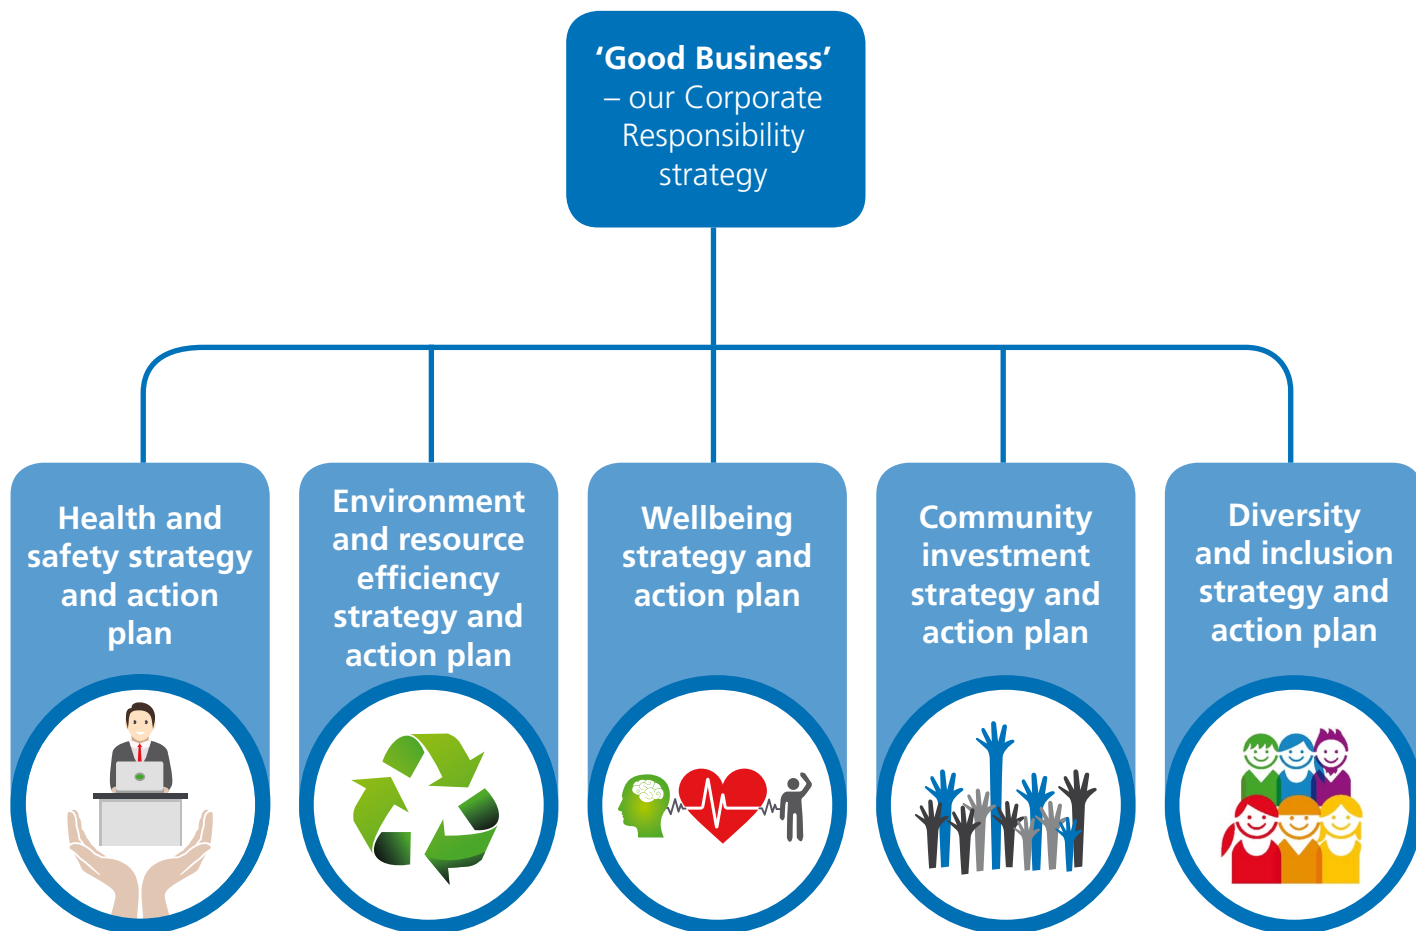 ‘Good Business’
– our Corporate
Responsibility
strategy
Health and
safety strategy
and action
plan
Environment
and resource
efficiency
strategy and
action plan
Wellbeing
strategy and
action plan
Community
investment
strategy and
action plan
Diversity
and inclusion
strategy and
action plan